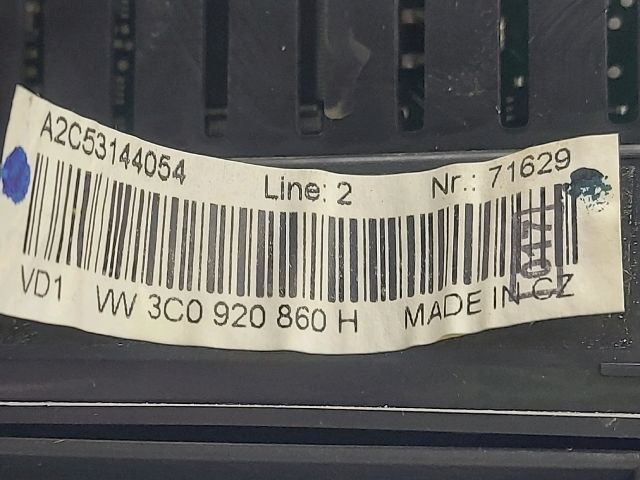 A2C53144054 Line: 2 Nr.: 71629
VD1 VW 3C0 920 860 H MADE IN CZ